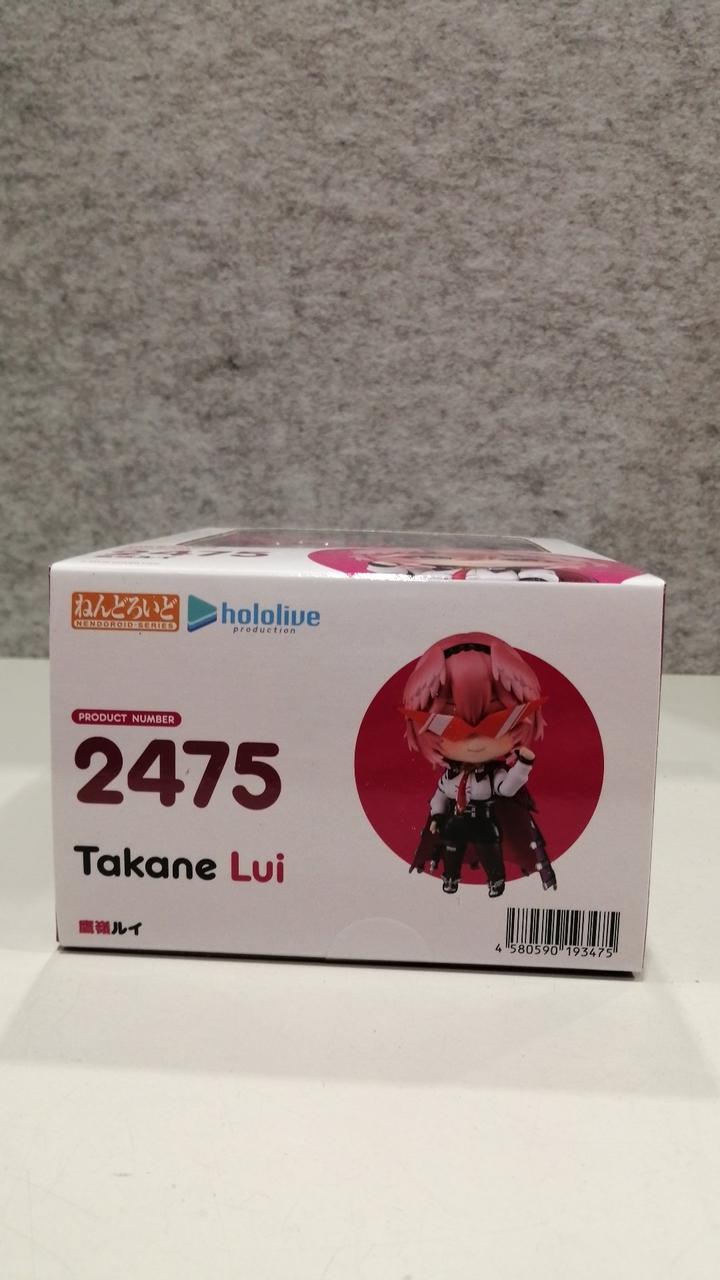 2475
ねんどろいど
NENDOROID-SERIES
hololive
production
PRODUCT NUMBER
2475
Takane Lui
鷹嶺ルイ
4 580590 193475